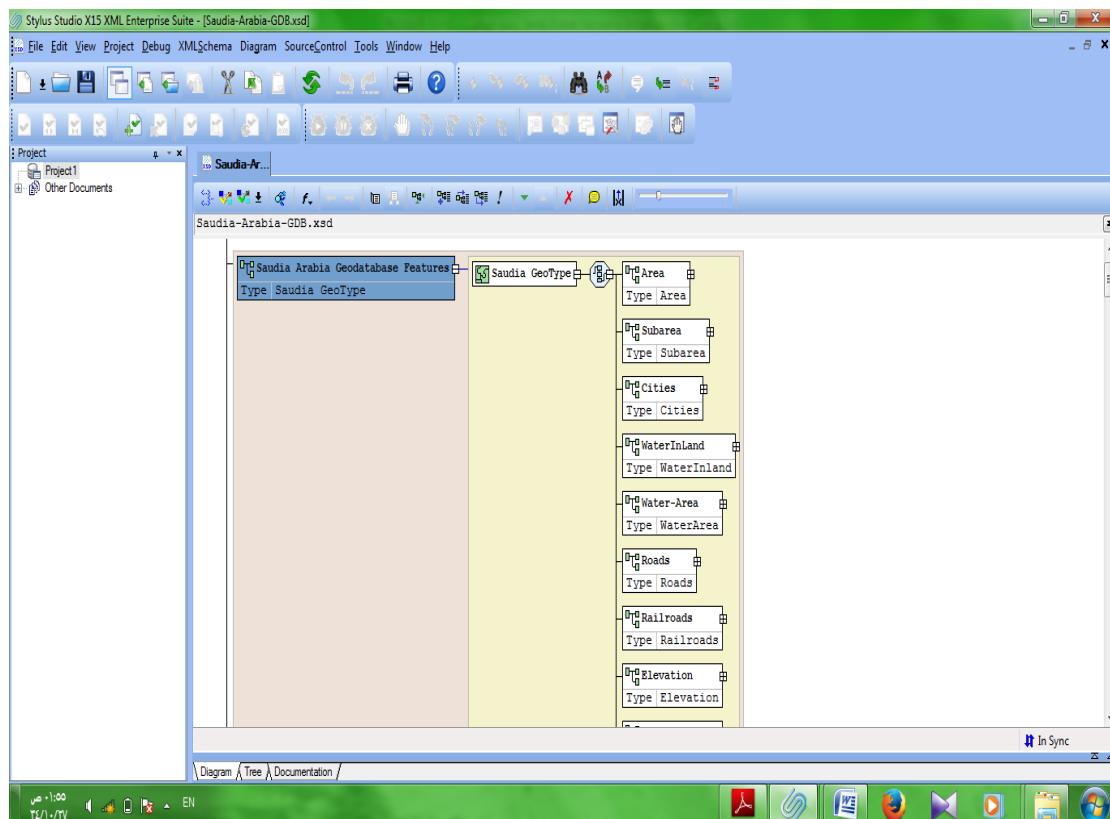 Stylus Studio X15 XML Enterprise Suite - [Saudia-Arabia-GDB.xsd]
File Edit View Project Debug XMLSchema Diagram SourceControl Tools Window Help
Project
Project1
Other Documents
Saudia-Ar...
Saudia-Arabia-GDB.xsd
Saudia Arabia Geodatabase Features
Type Saudia GeoType
Saudia GeoType
Area
Type Area
Subarea
Type Subarea
Cities
Type Cities
WaterInLand
Type WaterInland
Water-Area
Type WaterArea
Roads
Type Roads
Railroads
Type Railroads
Elevation
Type Elevation
In Sync
Diagram Tree Documentation
EN
٠١:٥٥ ص